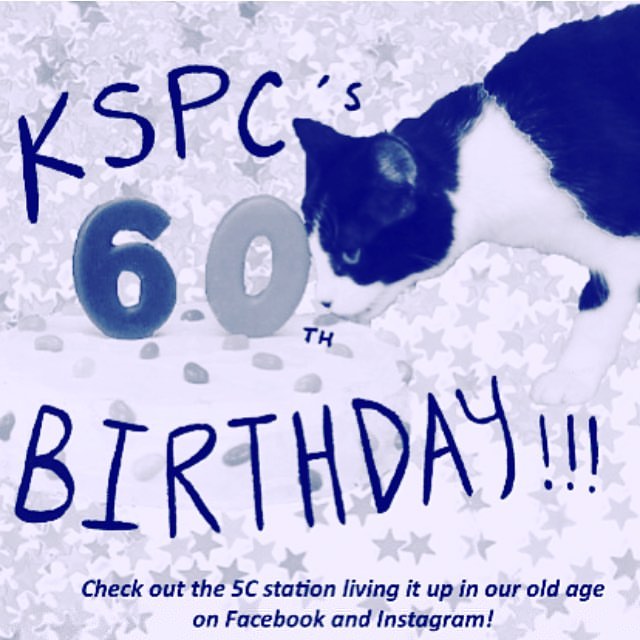 KSPC's
60
TH
BIRTHDAY!!!
Check out the 5C station living it up in our old age
on Facebook and Instagram!